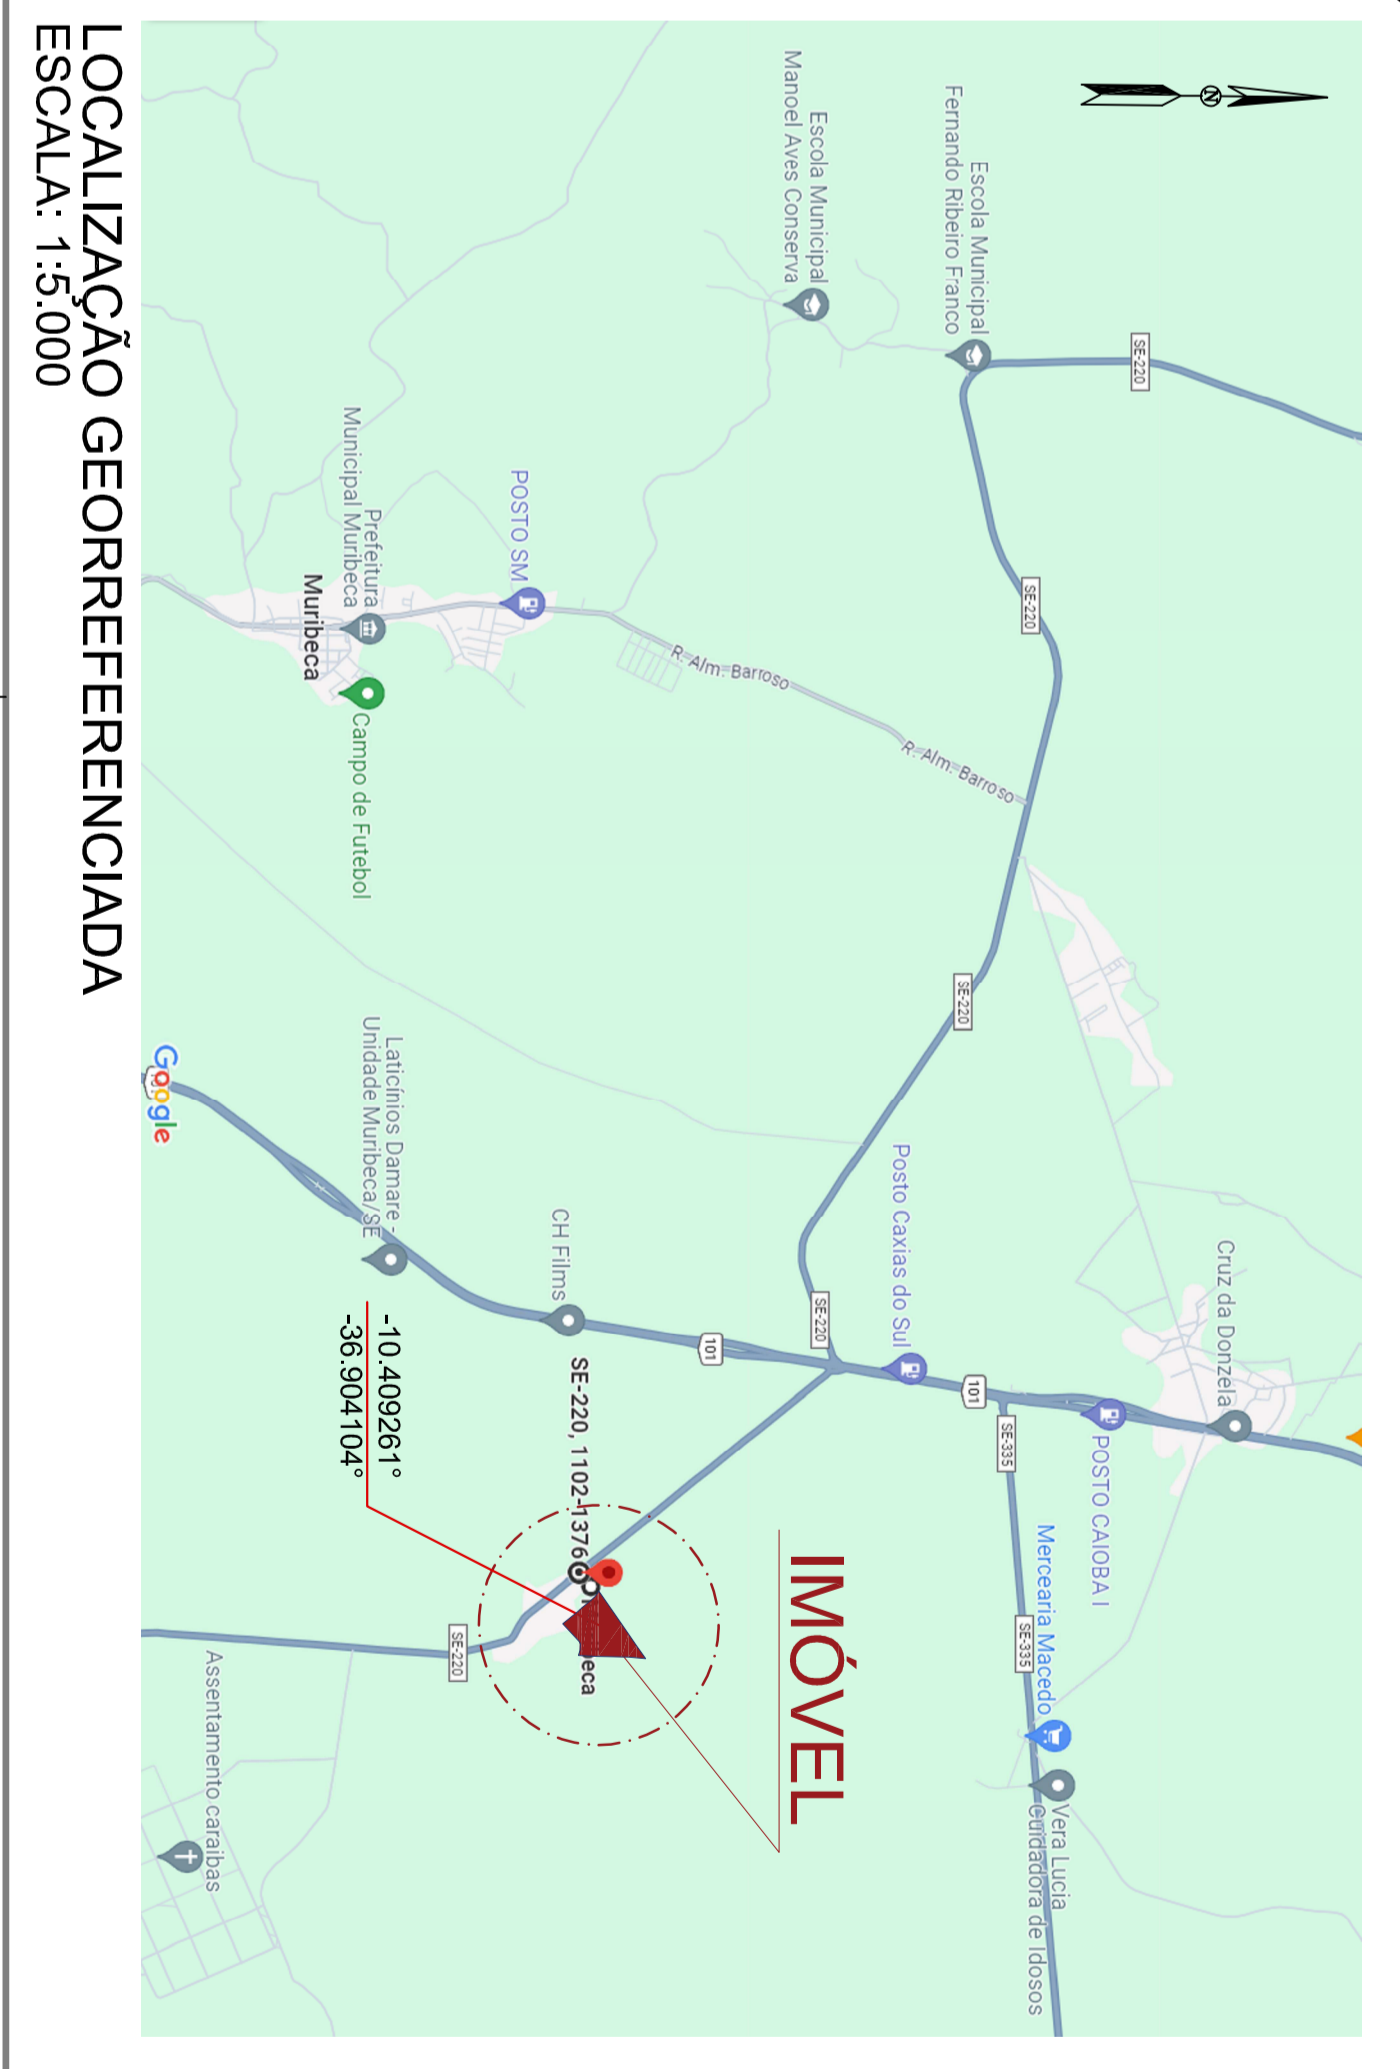 N
SE-220
Escola Municipal
Fernando Ribeiro Franco
Escola Municipal
Manoel Aves Conserva
SE-220
POSTO SM
Prefeitura
Municipal Muribeca
Muribeca
Campo de Futebol
R. Alm. Barroso
R. Alm. Barroso
SE-220
Cruz da Donzela
POSTO CAIOBA I
Posto Caxias do Sul
SE-220
101
101
SE-335
Mercearia Macedo
SE-335
Vera Lucia
Cuidadora de Idosos
IMÓVEL
CH Films
SE-220, 1102-1376
beca
Laticínios Damare -
Unidade Muribeca/SE
-10.409261°
-36.904104°
SE-220
Assentamento caraibas
Google
LOCALIZAÇÃO GEORREFERENCIADA
ESCALA: 1:5.000